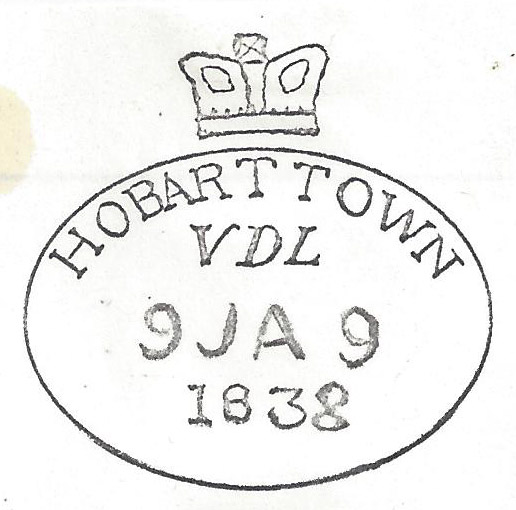 HOBART TOWN
VDL
9 JA 9
1838